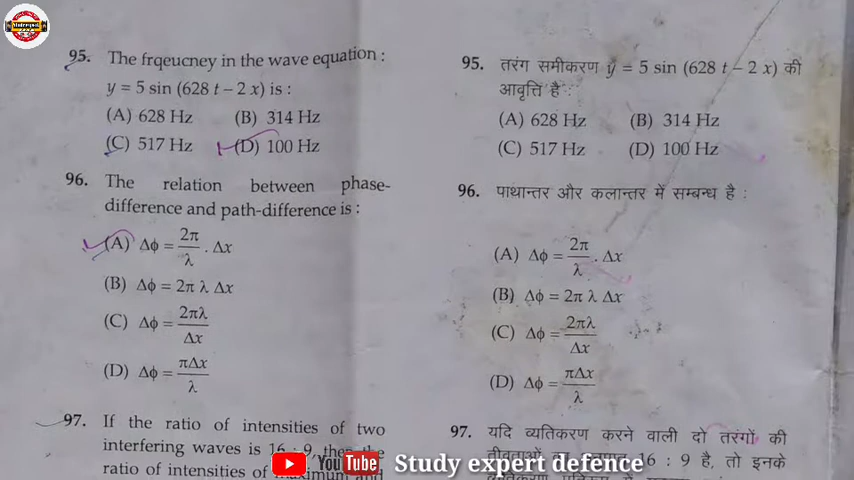 95. The frqeucney in the wave equation :
y = 5 sin (628 t – 2 x) is :
(A) 628 Hz (B) 314 Hz
(C) 517 Hz (D) 100 Hz
96. The relation between phase-
difference and path-difference is :
(A) Δϕ = 2π/λ . Δx
(B) Δϕ = 2π λ Δx
(C) Δϕ = 2πλ/Δx
(D) Δϕ = πΔx/λ
97. If the ratio of intensities of two
interfering waves is 16 : 9, then the
ratio of intensities of maximum and
95. तरंग समीकरण y = 5 sin (628 t – 2 x) की
आवृत्ति है :
(A) 628 Hz (B) 314 Hz
(C) 517 Hz (D) 100 Hz
96. पाथान्तर और कलान्तर में सम्बन्ध है :
(A) Δϕ = 2π/λ . Δx
(B) Δϕ = 2π λ Δx
(C) Δϕ = 2πλ/Δx
(D) Δϕ = πΔx/λ
97. यदि व्यतिकरण करने वाली दो तरंगों की
16 : 9 है, तो इनके
YouTube Study expert defence